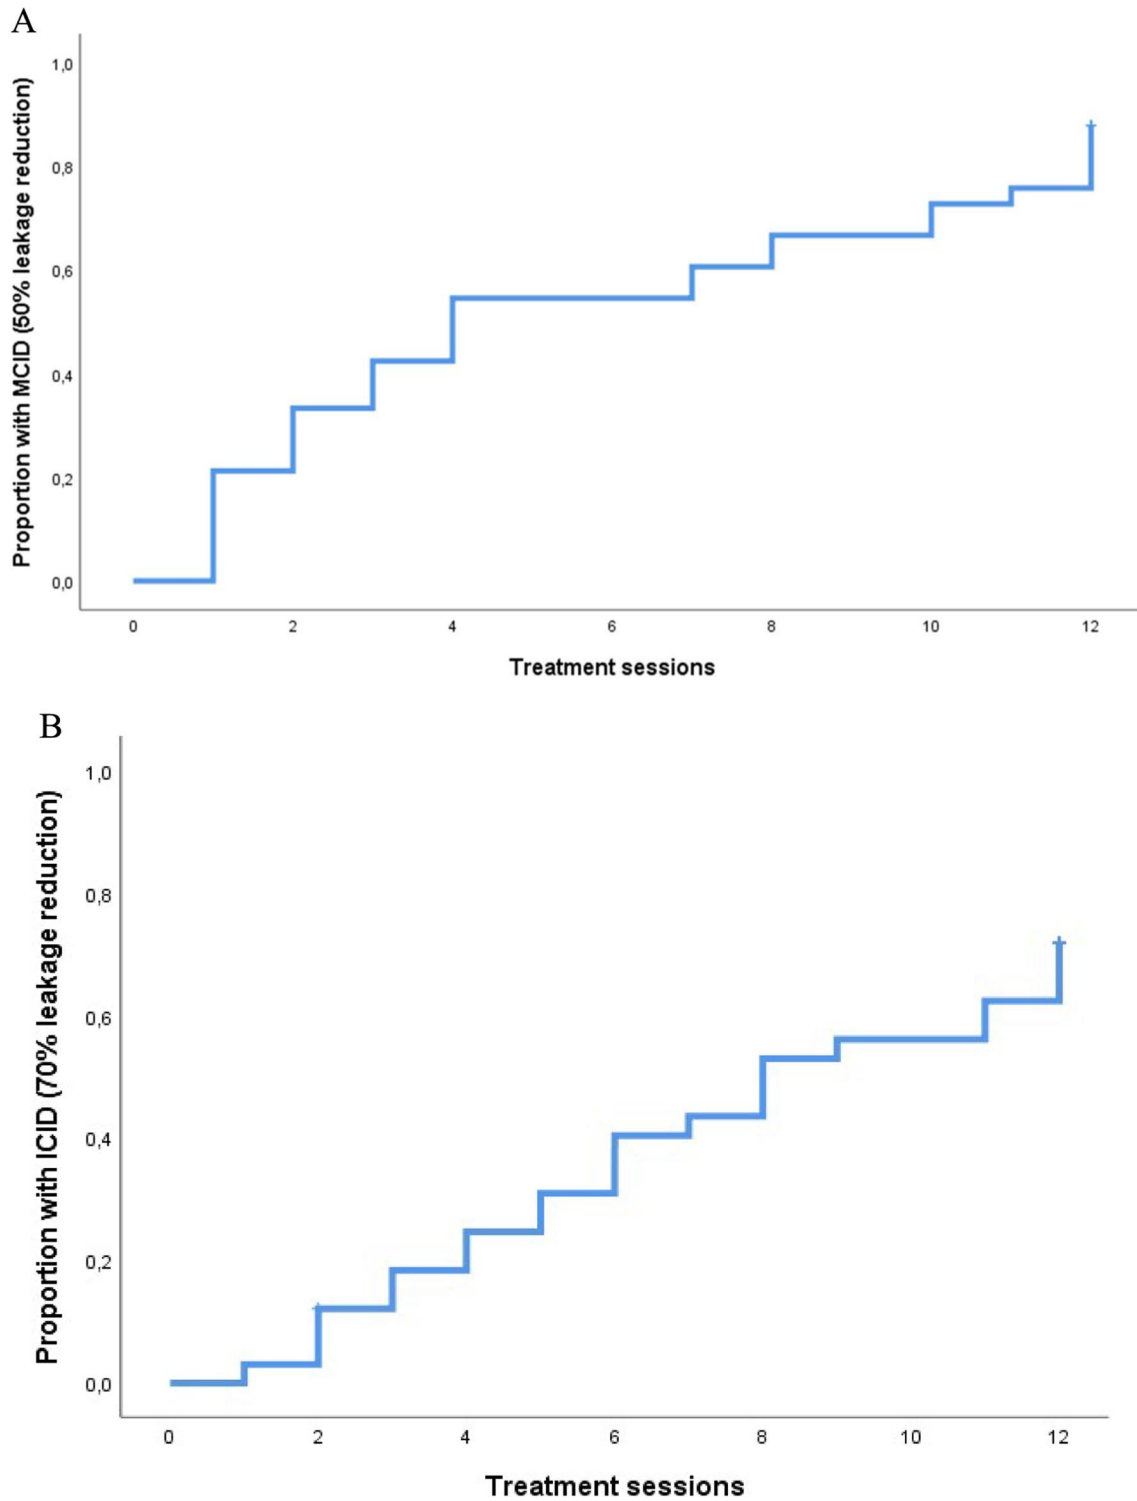 A
Proportion with MCID (50% leakage reduction)
1,0
0,8
0,6
0,4
0,2
0,0
0 2 4 6 8 10 12
Treatment sessions
B
Proportion with ICID (70% leakage reduction)
1,0
0,8
0,6
0,4
0,2
0,0
0 2 4 6 8 10 12
Treatment sessions